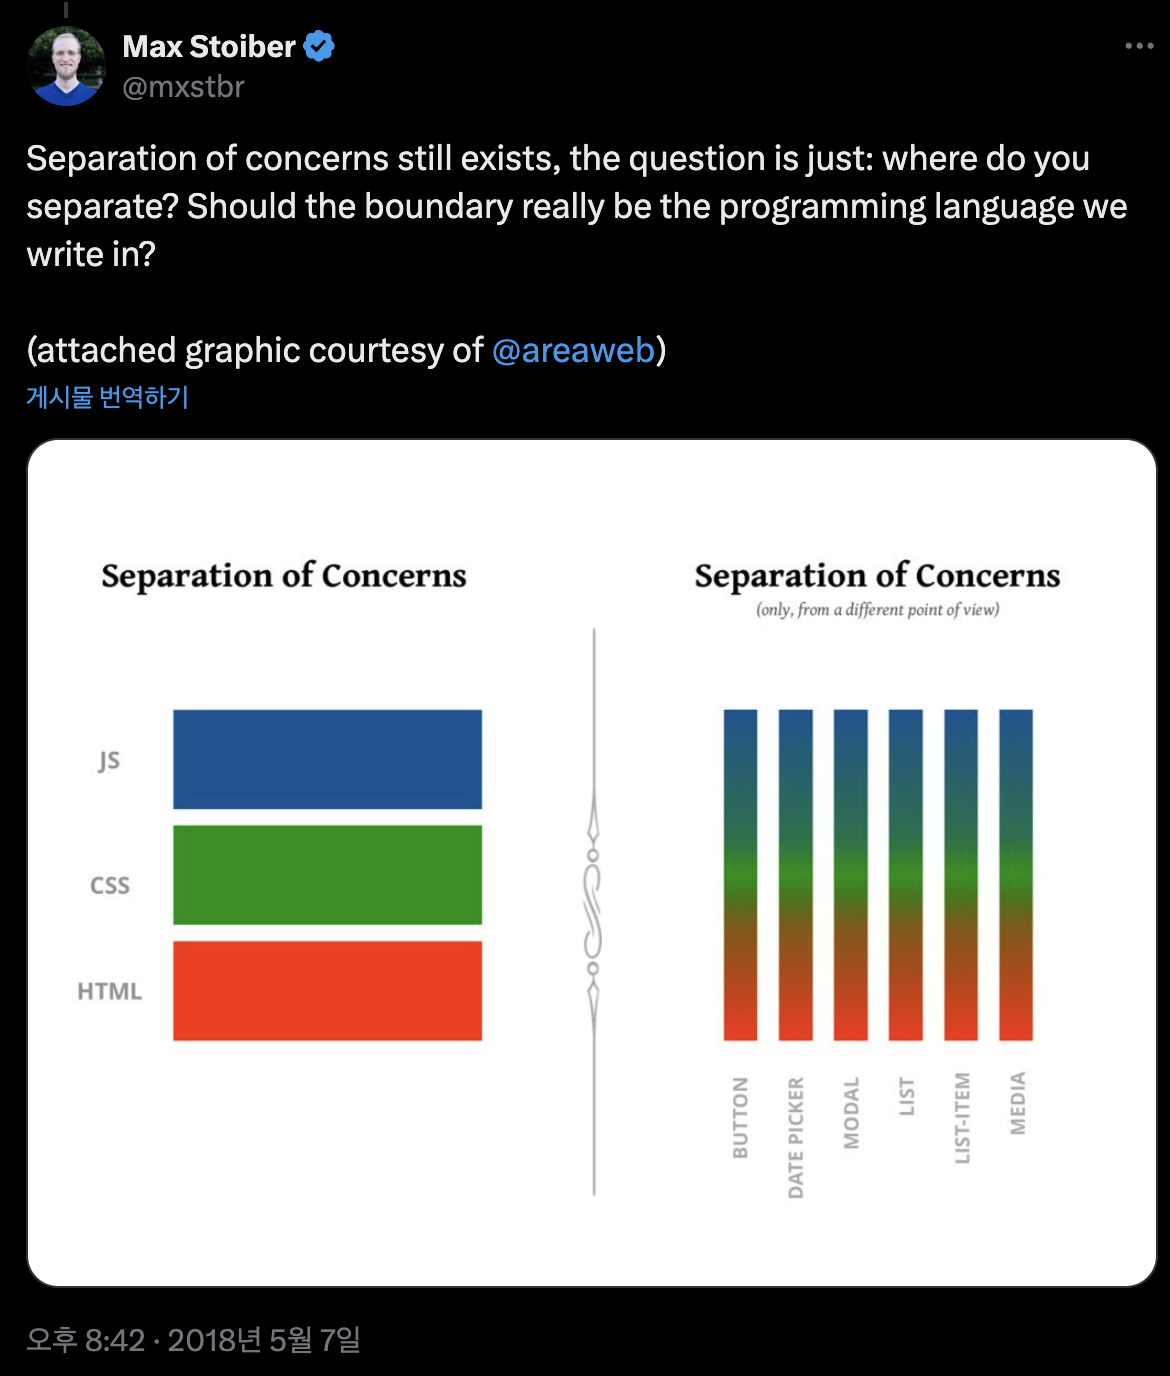 Max Stoiber
@mxstbr
Separation of concerns still exists, the question is just: where do you
separate? Should the boundary really be the programming language we
write in?
(attached graphic courtesy of @areaweb)
게시물 번역하기
Separation of Concerns
JS
CSS
HTML
Separation of Concerns
(only, from a different point of view)
BUTTON
DATE PICKER
MODAL
LIST
LIST-ITEM
MEDIA
오후 8:42 · 2018년 5월 7일